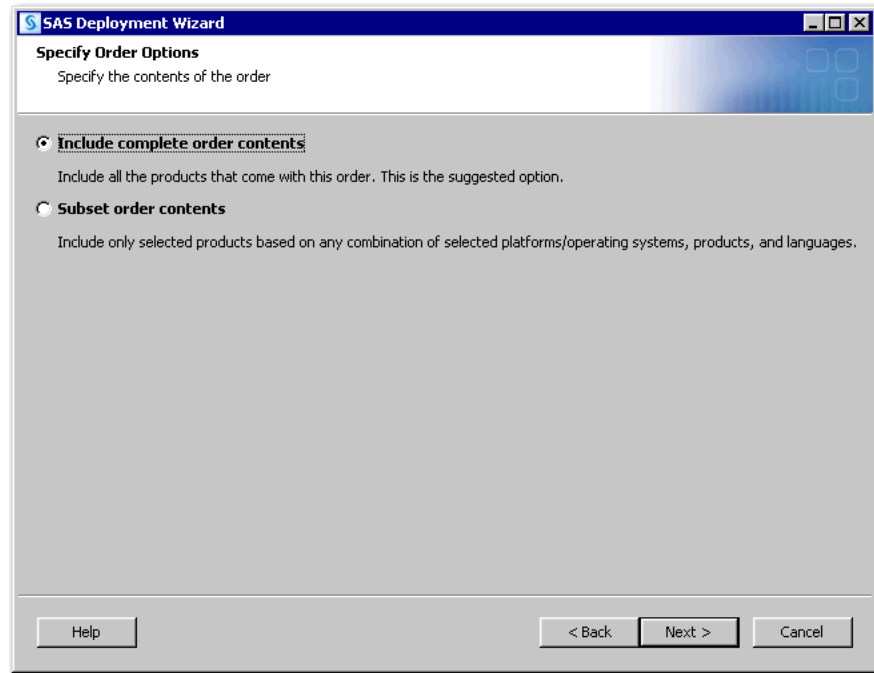 SAS Deployment Wizard
Specify Order Options
Specify the contents of the order
Include complete order contents
Include all the products that come with this order. This is the suggested option.
Subset order contents
Include only selected products based on any combination of selected platforms/operating systems, products, and languages.
Help
< Back
Next >
Cancel